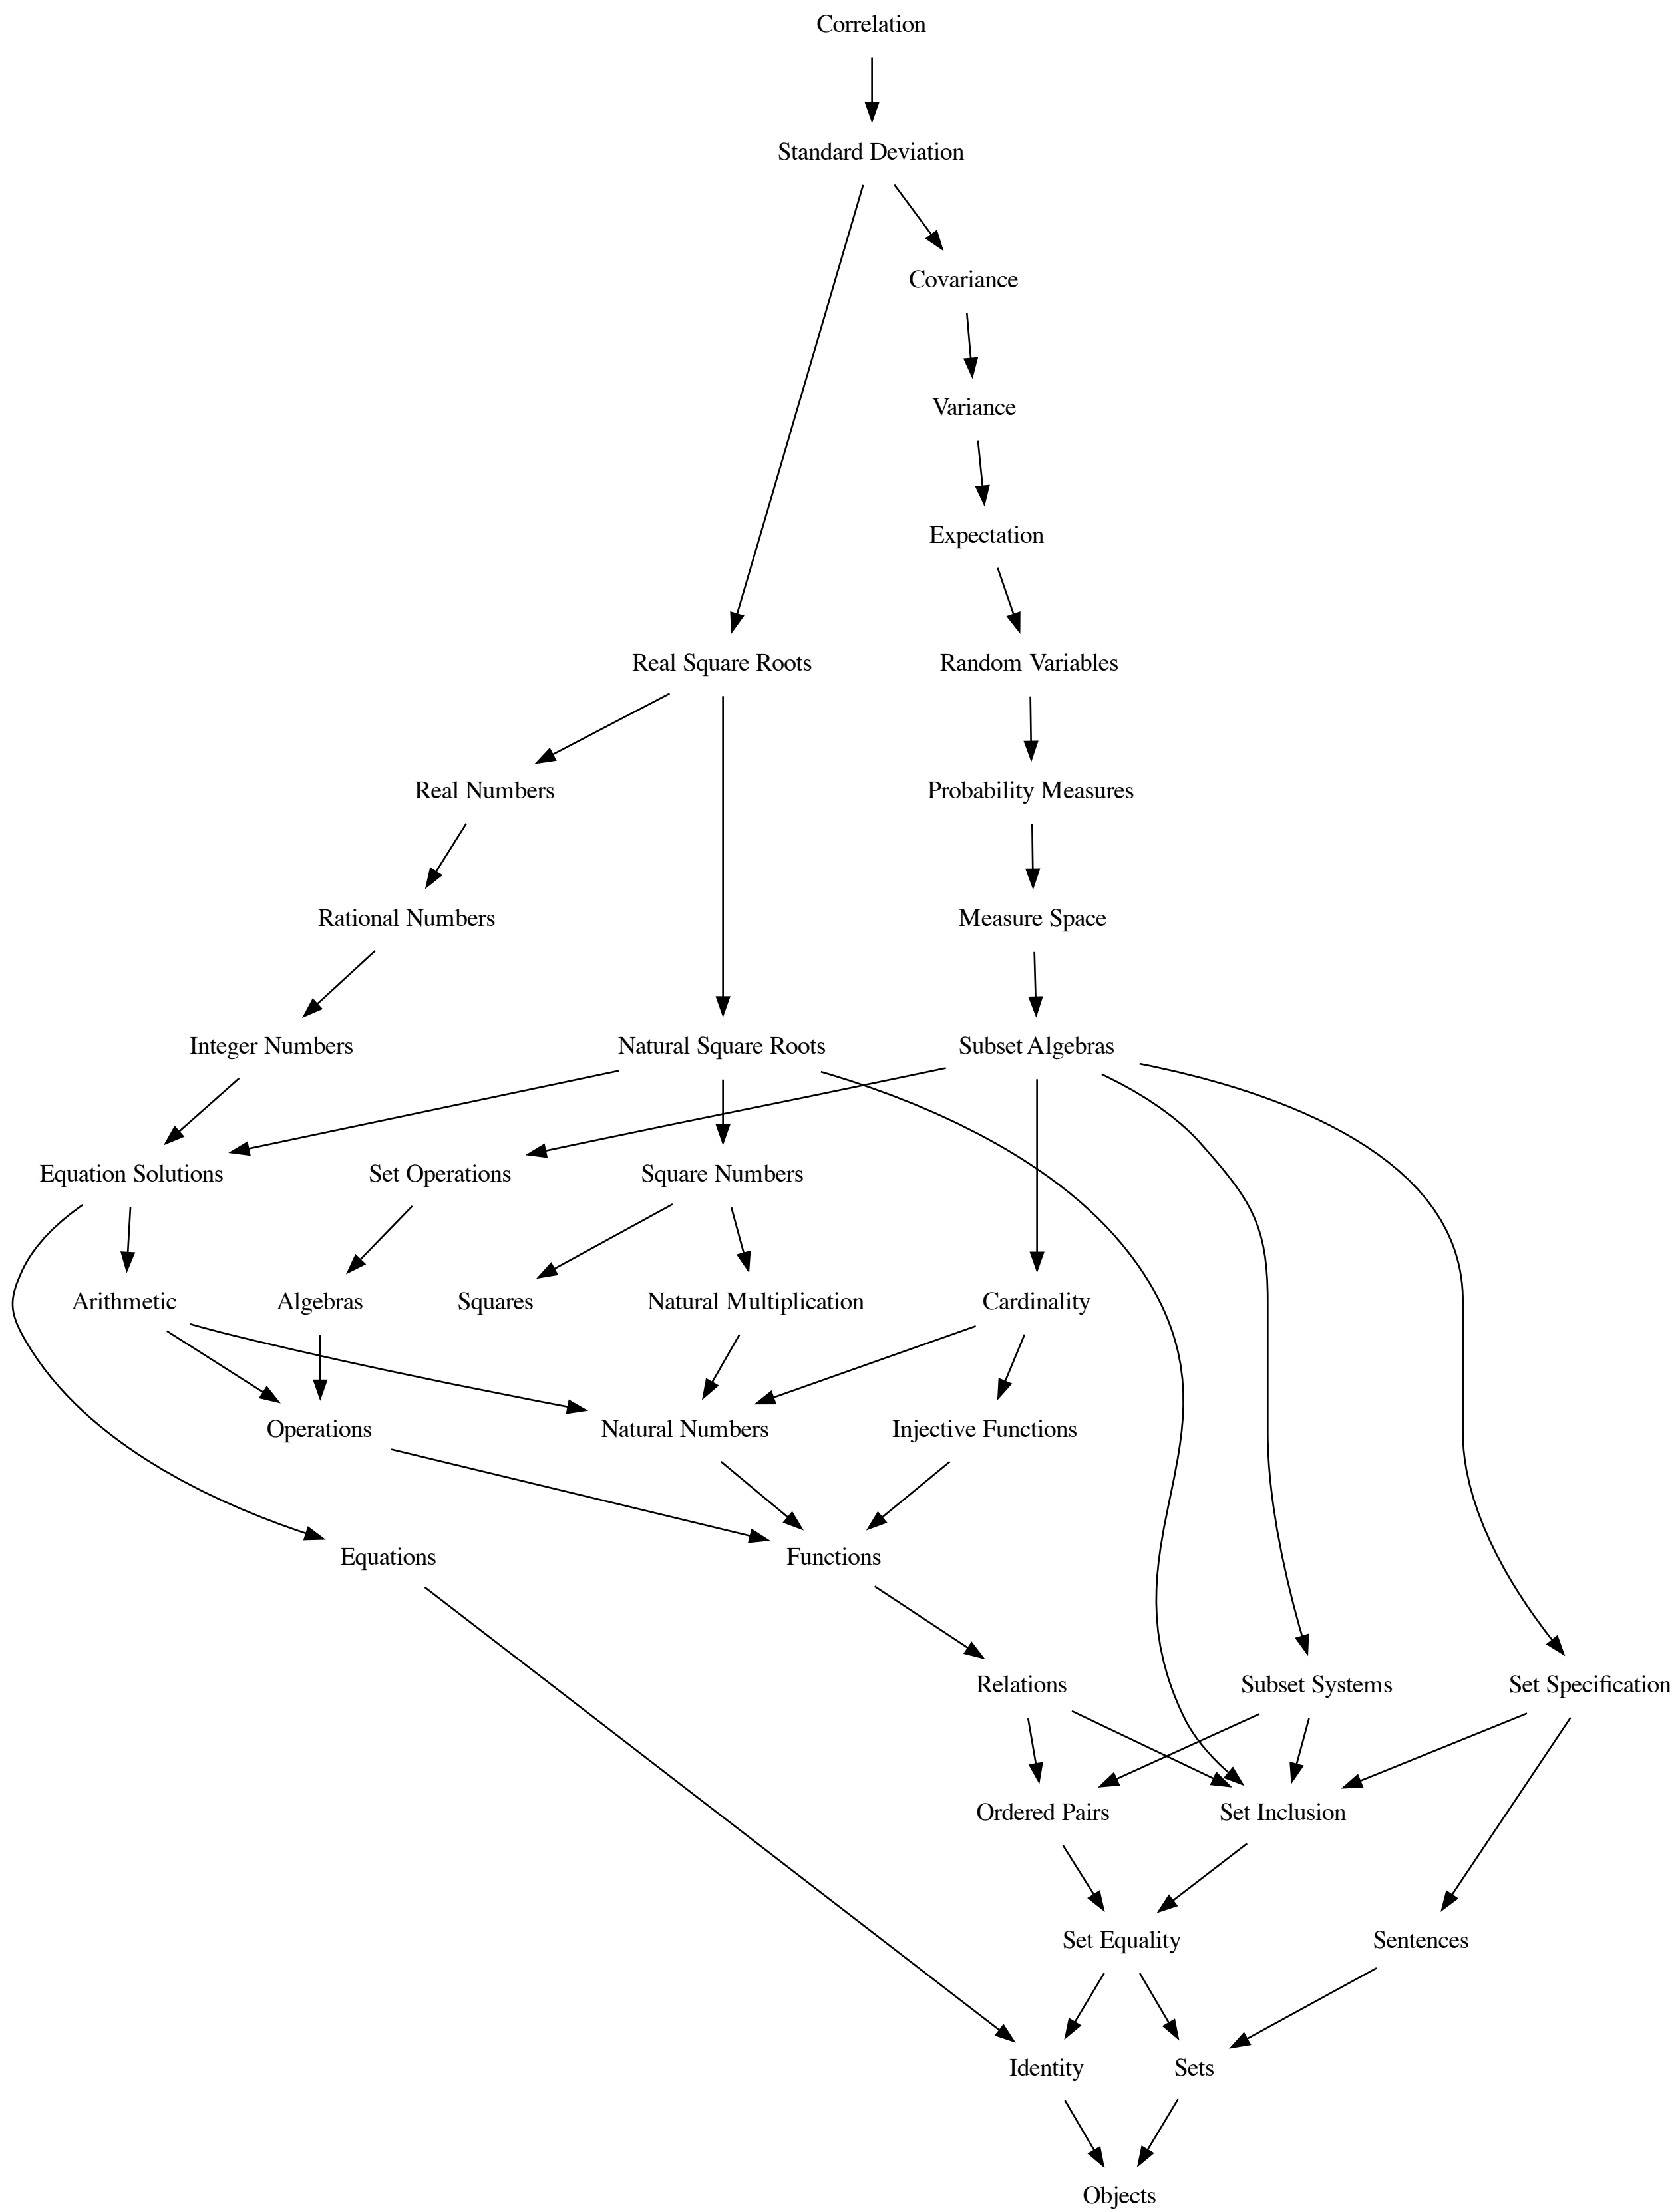 Correlation
Standard Deviation
Covariance
Variance
Expectation
Real Square Roots
Random Variables
Real Numbers
Probability Measures
Rational Numbers
Measure Space
Integer Numbers
Natural Square Roots
Subset Algebras
Equation Solutions
Set Operations
Square Numbers
Arithmetic
Algebras
Squares
Natural Multiplication
Cardinality
Operations
Natural Numbers
Injective Functions
Equations
Functions
Relations
Subset Systems
Set Specification
Ordered Pairs
Set Inclusion
Set Equality
Sentences
Identity
Sets
Objects